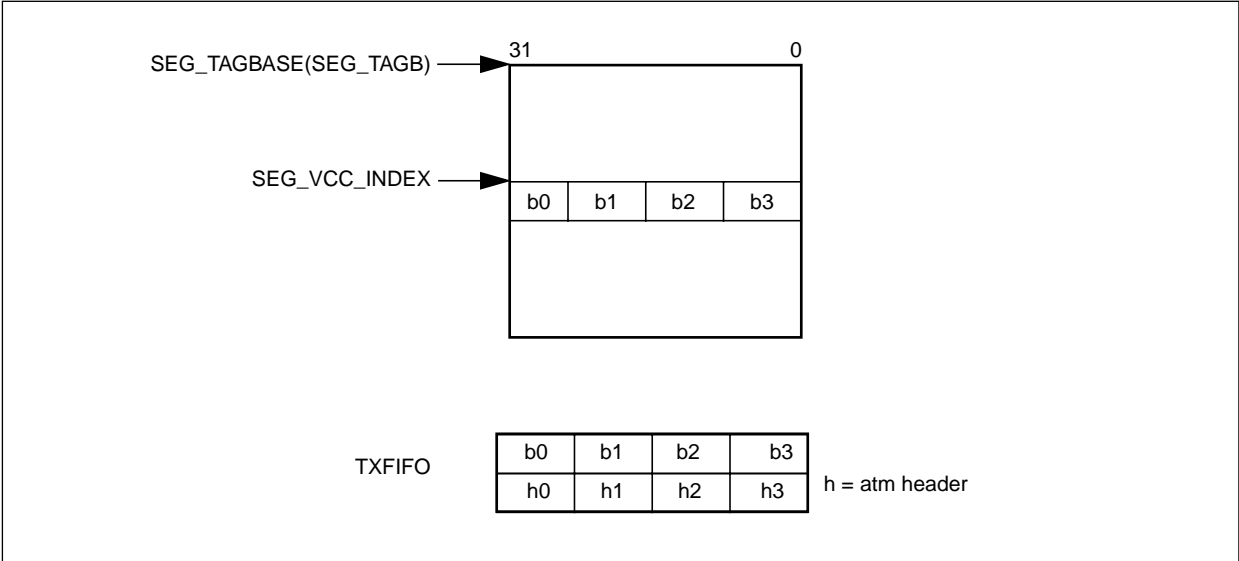 31 0
SEG_TAGBASE(SEG_TAGB)
SEG_VCC_INDEX
b0 b1 b2 b3
TXFIFO
b0 b1 b2 b3
h0 h1 h2 h3
h = atm header